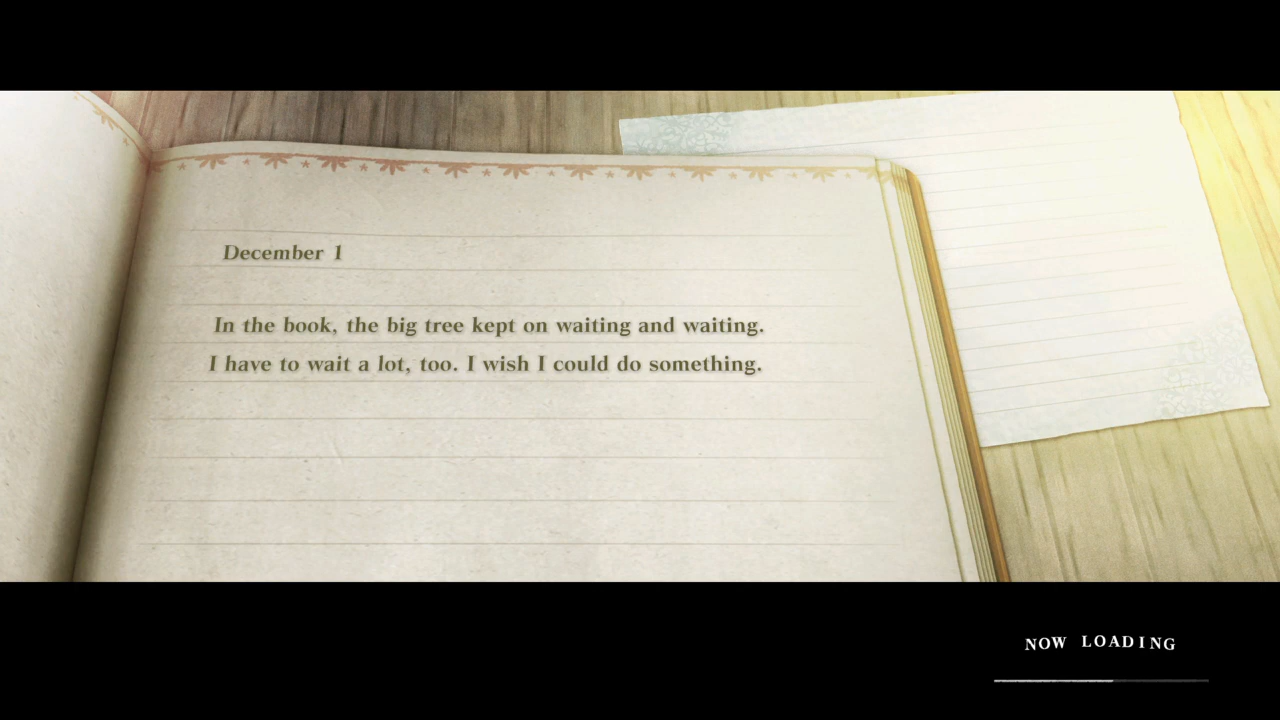 December 1
In the book, the big tree kept on waiting and waiting.
I have to wait a lot, too. I wish I could do something.
NOW LOADING